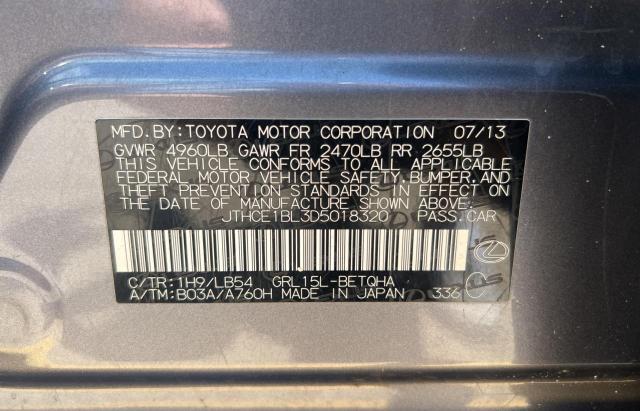 MFD.BY:TOYOTA MOTOR CORPORATION 07/13
GVWR 4960LB GAWR FR 2470LB RR 2655LB
THIS VEHICLE CONFORMS TO ALL APPLICABLE
FEDERAL MOTOR VEHICLE SAFETY,BUMPER,AND
THEFT PREVENTION STANDARDS IN EFFECT ON
THE DATE OF MANUFACTURE SHOWN ABOVE.
JTHCE1BL3D5018320 PASS.CAR
C/TR:1H9/LB54 GRL15L-BETQHA
A/TM:B03A/A760H MADE IN JAPAN 336